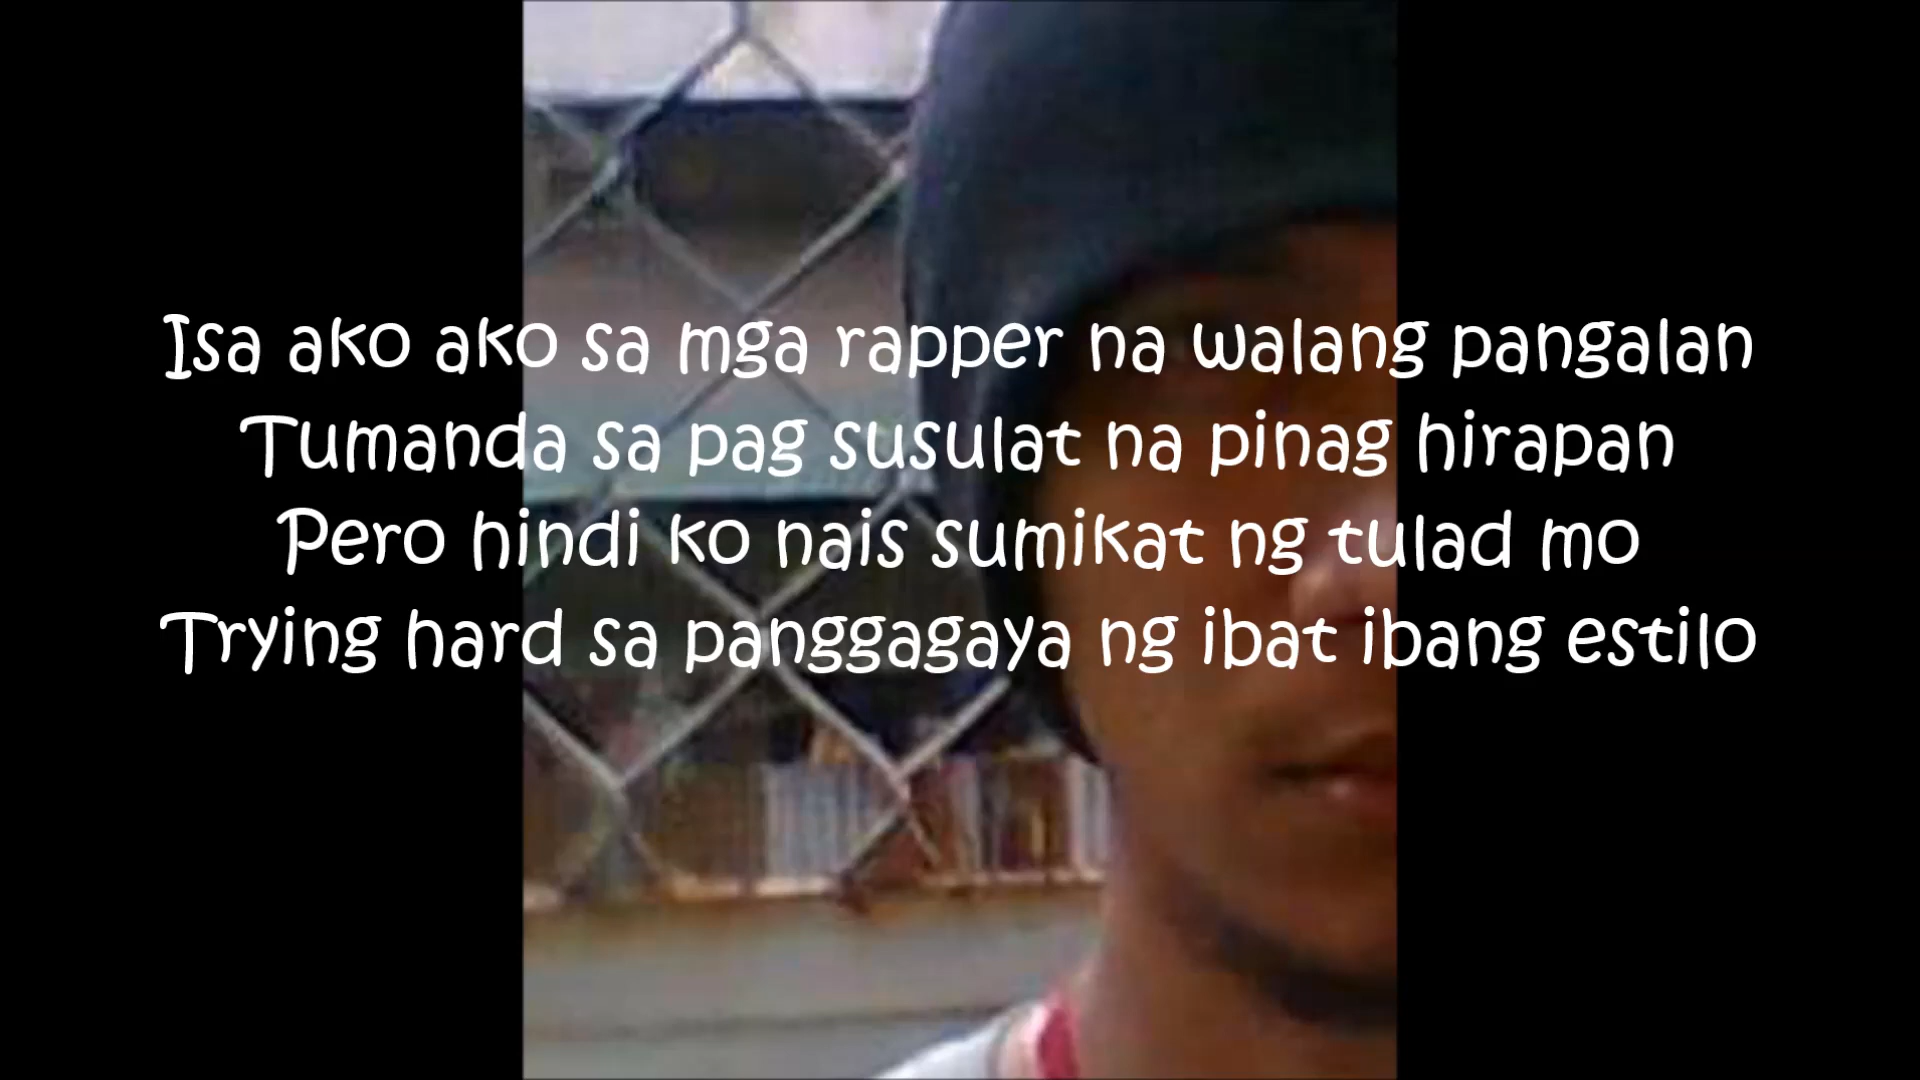 Isa ako ako sa mga rapper na walang pangalan
Tumanda sa pag susulat na pinag hirapan
Pero hindi ko nais sumikat ng tulad mo
Trying hard sa panggagaya ng ibat ibang estilo